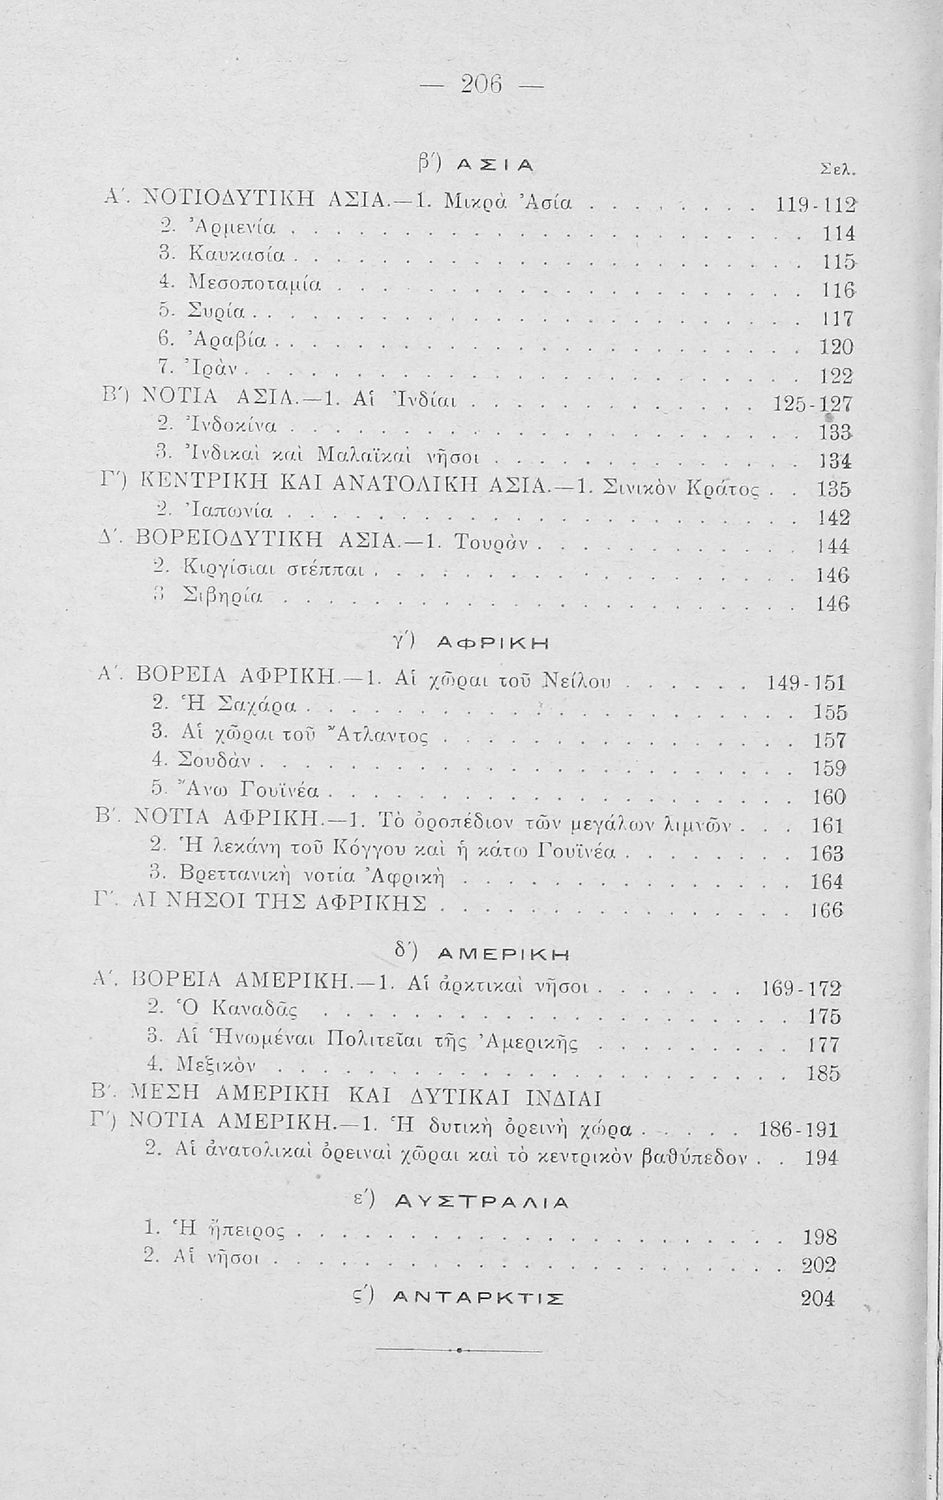 — 206 —
β′) ΑΣΙΑ Σελ.
Α′. ΝΟΤΙΟΔΥΤΙΚΗ ΑΣΙΑ.—1. Μικρὰ Ἀσία . . . . . . . . 119-112
2. Ἀρμενία . . . . . . . . . . . . . . . . . . . . . . . 114
3. Καυκασία . . . . . . . . . . . . . . . . . . . . . . . 115
4. Μεσοποταμία . . . . . . . . . . . . . . . . . . . . . 116
5. Συρία . . . . . . . . . . . . . . . . . . . . . . . . . 117
6. Ἀραβία . . . . . . . . . . . . . . . . . . . . . . . . 120
7. Ἰρὰν . . . . . . . . . . . . . . . . . . . . . . . . . 122
Β′) ΝΟΤΙΑ ΑΣΙΑ.—1. Αἱ Ἰνδίαι . . . . . . . . . . . . . 125-127
2. Ἰνδοκίνα . . . . . . . . . . . . . . . . . . . . . . . 133
3. Ἰνδικαὶ καὶ Μαλαϊκαὶ νῆσοι . . . . . . . . . . . . . . 134
Γ′) ΚΕΝΤΡΙΚΗ ΚΑΙ ΑΝΑΤΟΛΙΚΗ ΑΣΙΑ.—1. Σινικὸν Κράτος . . 135
2. Ἰαπωνία . . . . . . . . . . . . . . . . . . . . . . . 142
Δ′. ΒΟΡΕΙΟΔΥΤΙΚΗ ΑΣΙΑ.—1. Τουρὰν . . . . . . . . . . . . 144
2. Κιργίσιαι στέππαι . . . . . . . . . . . . . . . . . . . 146
3 Σιβηρία . . . . . . . . . . . . . . . . . . . . . . . 146
γ′) ΑΦΡΙΚΗ
Α′. ΒΟΡΕΙΑ ΑΦΡΙΚΗ.—1. Αἱ χῶραι τοῦ Νείλου . . . . . . 149-151
2. Ἡ Σαχάρα . . . . . . . . . . . . . . . . . . . . . . . 155
3. Αἱ χῶραι τοῦ Ἄτλαντος . . . . . . . . . . . . . . . . 157
4. Σουδὰν . . . . . . . . . . . . . . . . . . . . . . . . 159
5. Ἄνω Γουϊνέα . . . . . . . . . . . . . . . . . . . . . 160
Β′. ΝΟΤΙΑ ΑΦΡΙΚΗ.—1. Τὸ ὀροπέδιον τῶν μεγάλων λιμνῶν . . . 161
2. Ἡ λεκάνη τοῦ Κόγγου καὶ ἡ κάτω Γουϊνέα . . . . . . . . 163
3. Βρεττανικὴ νοτία Ἀφρικὴ . . . . . . . . . . . . . . . 164
Γ′. ΑΙ ΝΗΣΟΙ ΤΗΣ ΑΦΡΙΚΗΣ . . . . . . . . . . . . . . . . 166
δ′) ΑΜΕΡΙΚΗ
Α′. ΒΟΡΕΙΑ ΑΜΕΡΙΚΗ.—1. Αἱ ἀρκτικαὶ νῆσοι . . . . . . . 169-172
2. Ὁ Καναδᾶς . . . . . . . . . . . . . . . . . . . . . . 175
3. Αἱ Ἡνωμέναι Πολιτεῖαι τῆς Ἀμερικῆς . . . . . . . . . 177
4. Μεξικὸν . . . . . . . . . . . . . . . . . . . . . . . 185
Β′. ΜΕΣΗ ΑΜΕΡΙΚΗ ΚΑΙ ΔΥΤΙΚΑΙ ΙΝΔΙΑΙ
Γ′) ΝΟΤΙΑ ΑΜΕΡΙΚΗ.—1. Ἡ δυτικὴ ὀρεινὴ χώρα . . . . . 186-191
2. Αἱ ἀνατολικαὶ ὀρειναὶ χῶραι καὶ τὸ κεντρικὸν βαθύπεδον . . 194
ε′) ΑΥΣΤΡΑΛΙΑ
1. Ἡ ἤπειρος . . . . . . . . . . . . . . . . . . . . . . 198
2. Αἱ νῆσοι . . . . . . . . . . . . . . . . . . . . . . . 202
ς′) ΑΝΤΑΡΚΤΙΣ 204